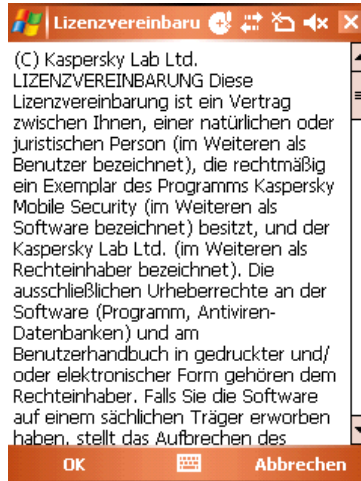 Lizenzvereinbaru
(C) Kaspersky Lab Ltd.
LIZENZVEREINBARUNG Diese
Lizenzvereinbarung ist ein Vertrag
zwischen Ihnen, einer natürlichen oder
juristischen Person (im Weiteren als
Benutzer bezeichnet), die rechtmäßig
ein Exemplar des Programms Kaspersky
Mobile Security (im Weiteren als
Software bezeichnet) besitzt, und der
Kaspersky Lab Ltd. (im Weiteren als
Rechteinhaber bezeichnet). Die
ausschließlichen Urheberrechte an der
Software (Programm, Antiviren-
Datenbanken) und am
Benutzerhandbuch in gedruckter und/
oder elektronischer Form gehören dem
Rechteinhaber. Falls Sie die Software
auf einem sächlichen Träger erworben
haben, stellt das Aufbrechen des
OK Abbrechen